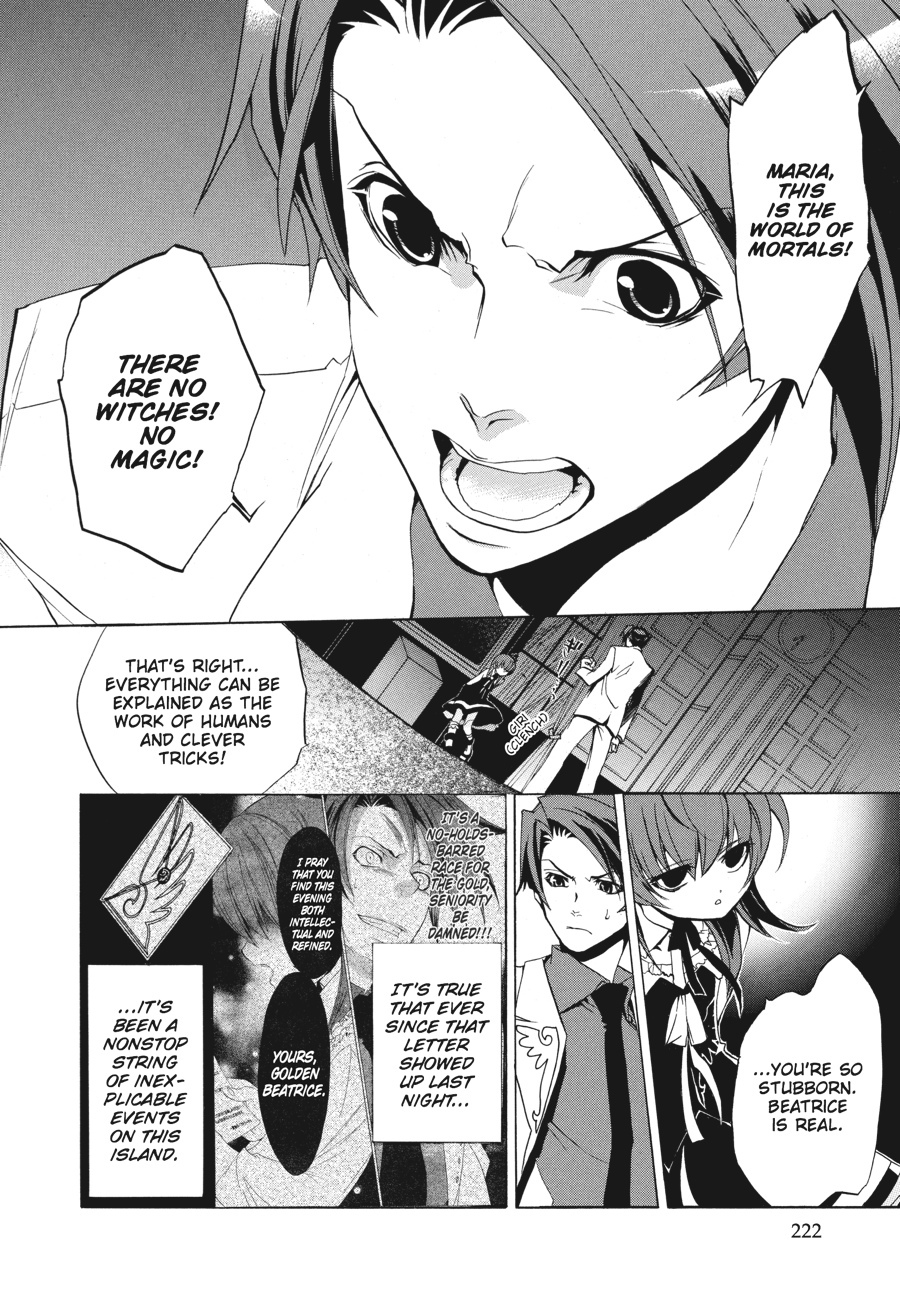 MARIA,
THIS
IS THE
WORLD OF
MORTALS!
THERE
ARE NO
WITCHES!
NO
MAGIC!
GIRI
(CLENCH)
THAT'S RIGHT...
EVERYTHING CAN BE
EXPLAINED AS THE
WORK OF HUMANS
AND CLEVER
TRICKS!
...YOU'RE SO
STUBBORN.
BEATRICE
IS REAL.
IT'S A
NO-HOLDS-
BARRED
RACE FOR
THE GOLD,
SENIORITY
BE
DAMNED!!!
IT'S TRUE
THAT EVER
SINCE THAT
LETTER
SHOWED
UP LAST
NIGHT...
I PRAY
THAT YOU
FIND THIS
EVENING
BOTH
INTELLEC-
TUAL AND
REFINED.
YOURS,
GOLDEN
BEATRICE.
...IT'S
BEEN A
NONSTOP
STRING
OF INEX-
PLICABLE
EVENTS
ON THIS
ISLAND.
222